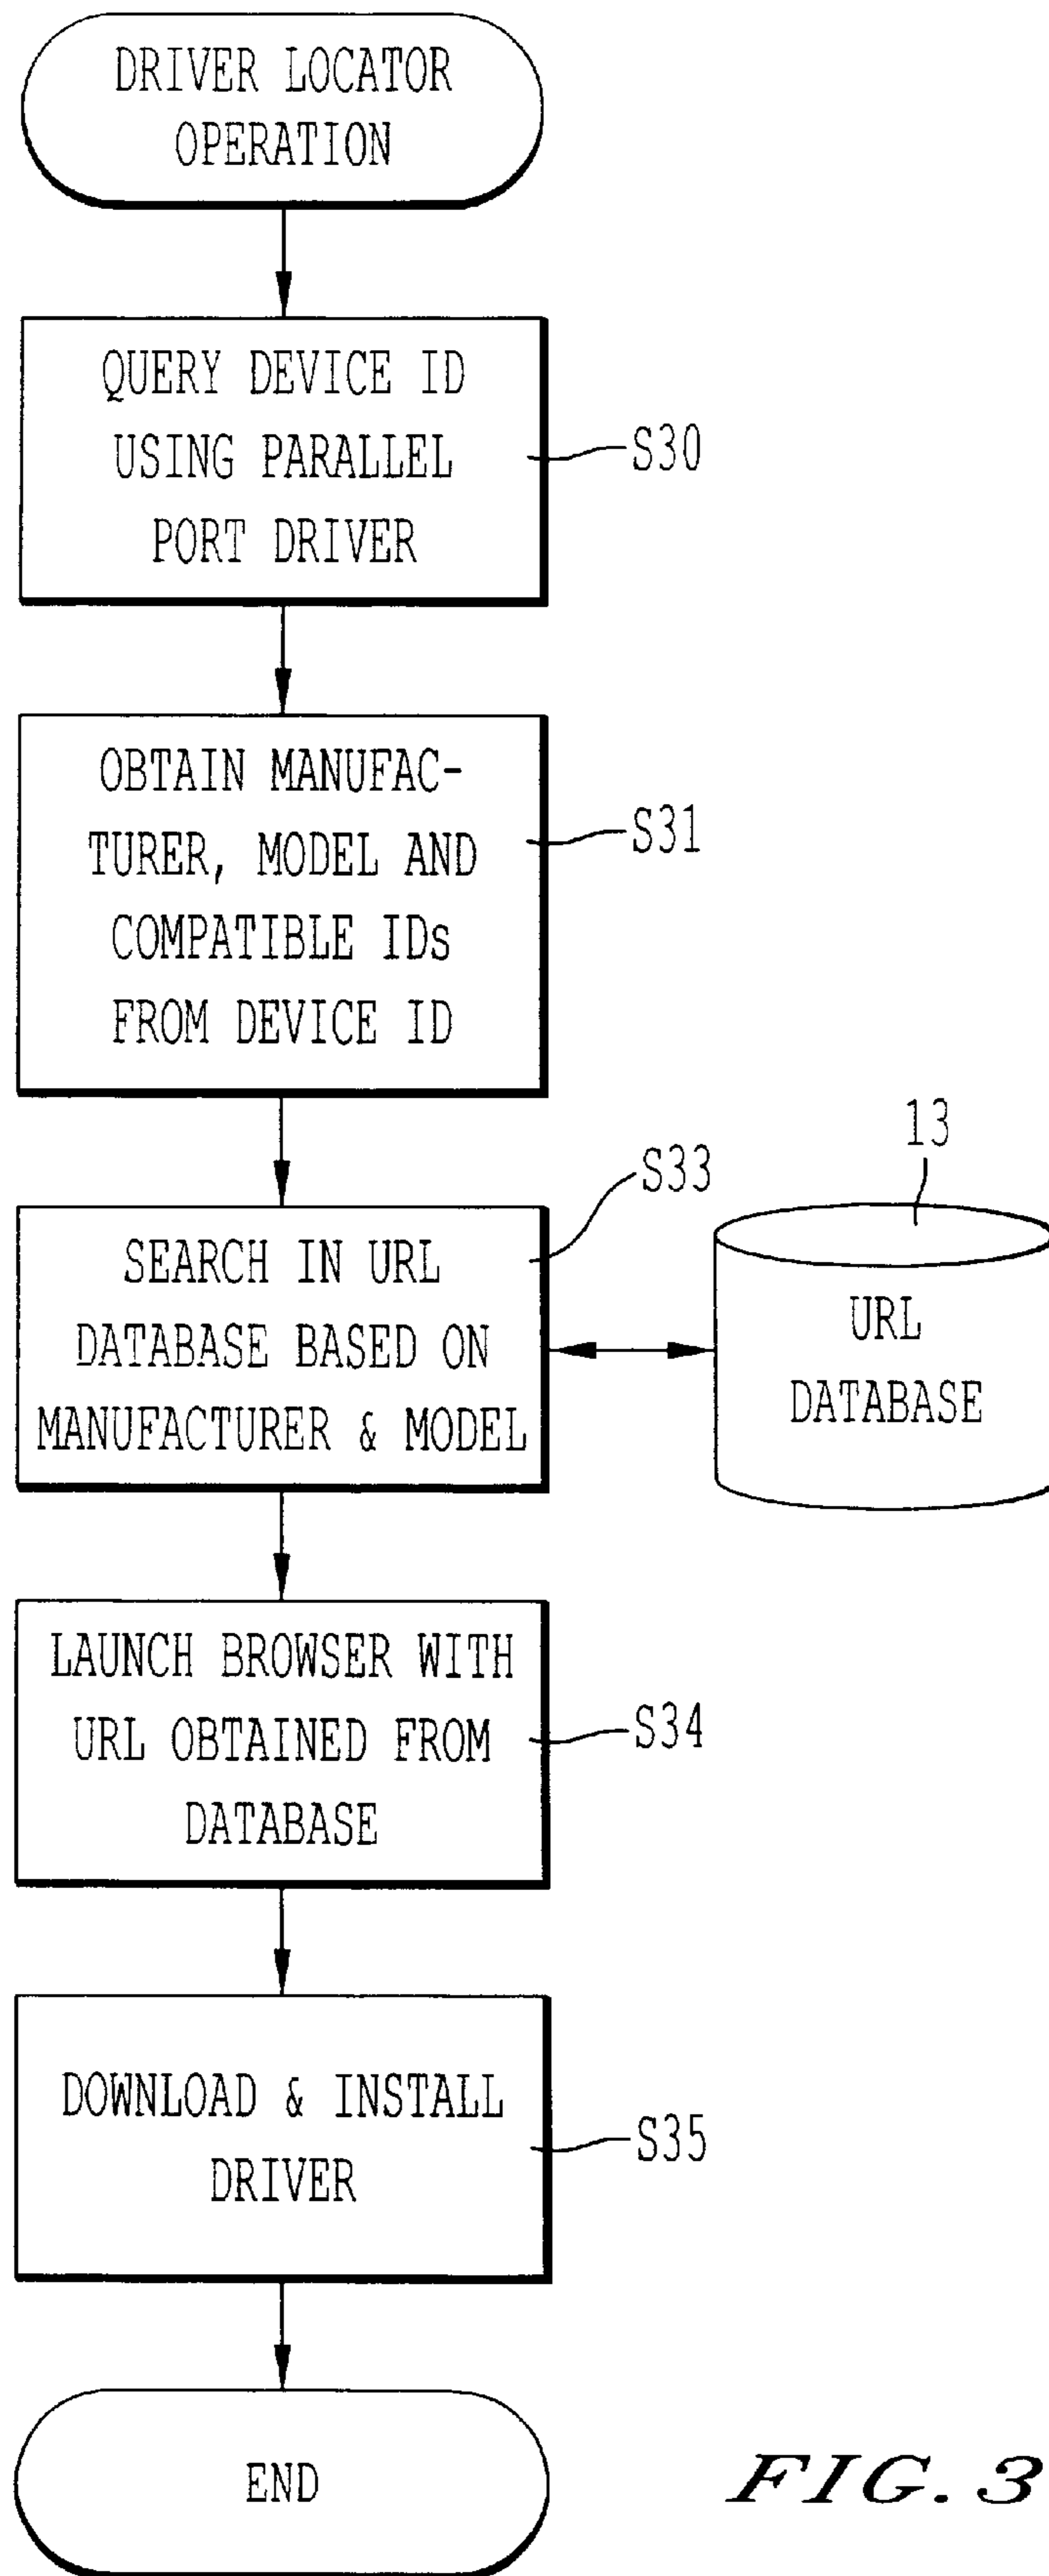 DRIVER LOCATOR
OPERATION
QUERY DEVICE ID
USING PARALLEL
PORT DRIVER
S30
OBTAIN MANUFAC-
TURER, MODEL AND
COMPATIBLE IDs
FROM DEVICE ID
S31
SEARCH IN URL
DATABASE BASED ON
MANUFACTURER & MODEL
S33
13
URL
DATABASE
LAUNCH BROWSER WITH
URL OBTAINED FROM
DATABASE
S34
DOWNLOAD & INSTALL
DRIVER
S35
END
FIG. 3